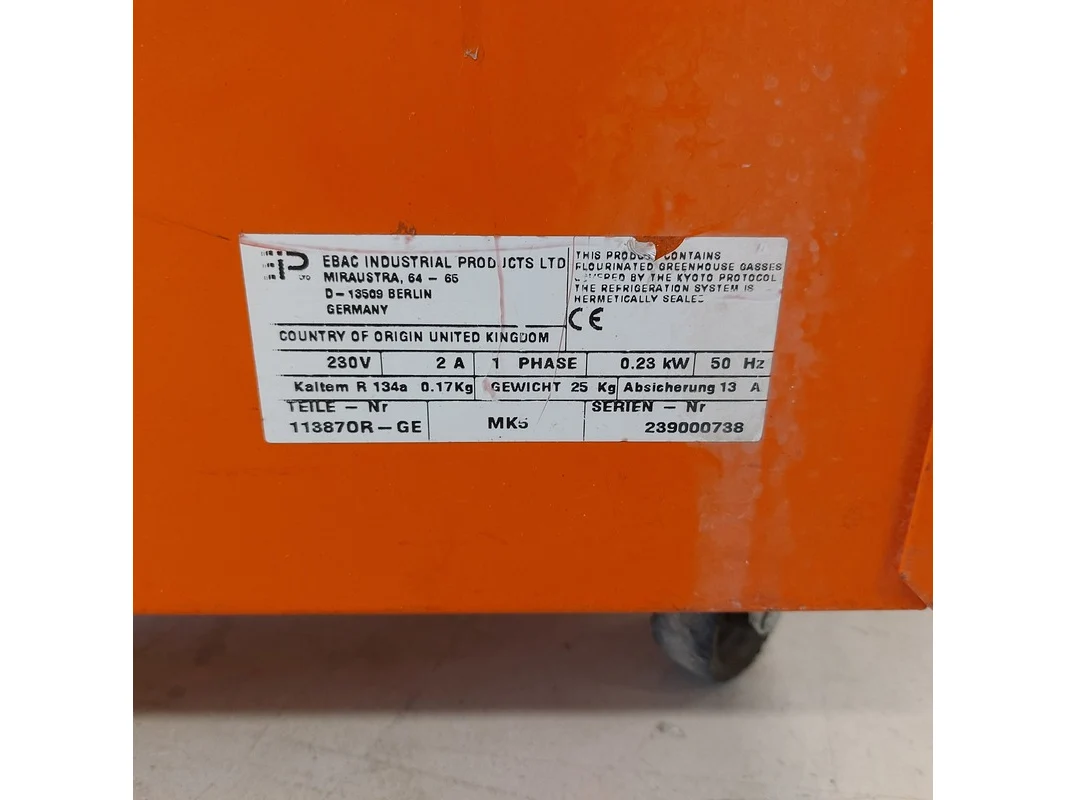 EIP LTD
EBAC INDUSTRIAL PRODUCTS LTD
MIRAUSTRA, 64 - 65
D-13509 BERLIN
GERMANY
THIS PRODUCT CONTAINS
FLOURINATED GREENHOUSE GASSES
COVERED BY THE KYOTO PROTOCOL
THE REFRIGERATION SYSTEM IS
HERMETICALLY SEALED
CE
COUNTRY OF ORIGIN UNITED KINGDOM
230V 2 A 1 PHASE 0.23 kW 50 Hz
Kaltem R 134a 0.17Kg GEWICHT 25 Kg Absicherung 13 A
TEILE - Nr SERIEN - Nr
11387OR-GE MK5 239000738